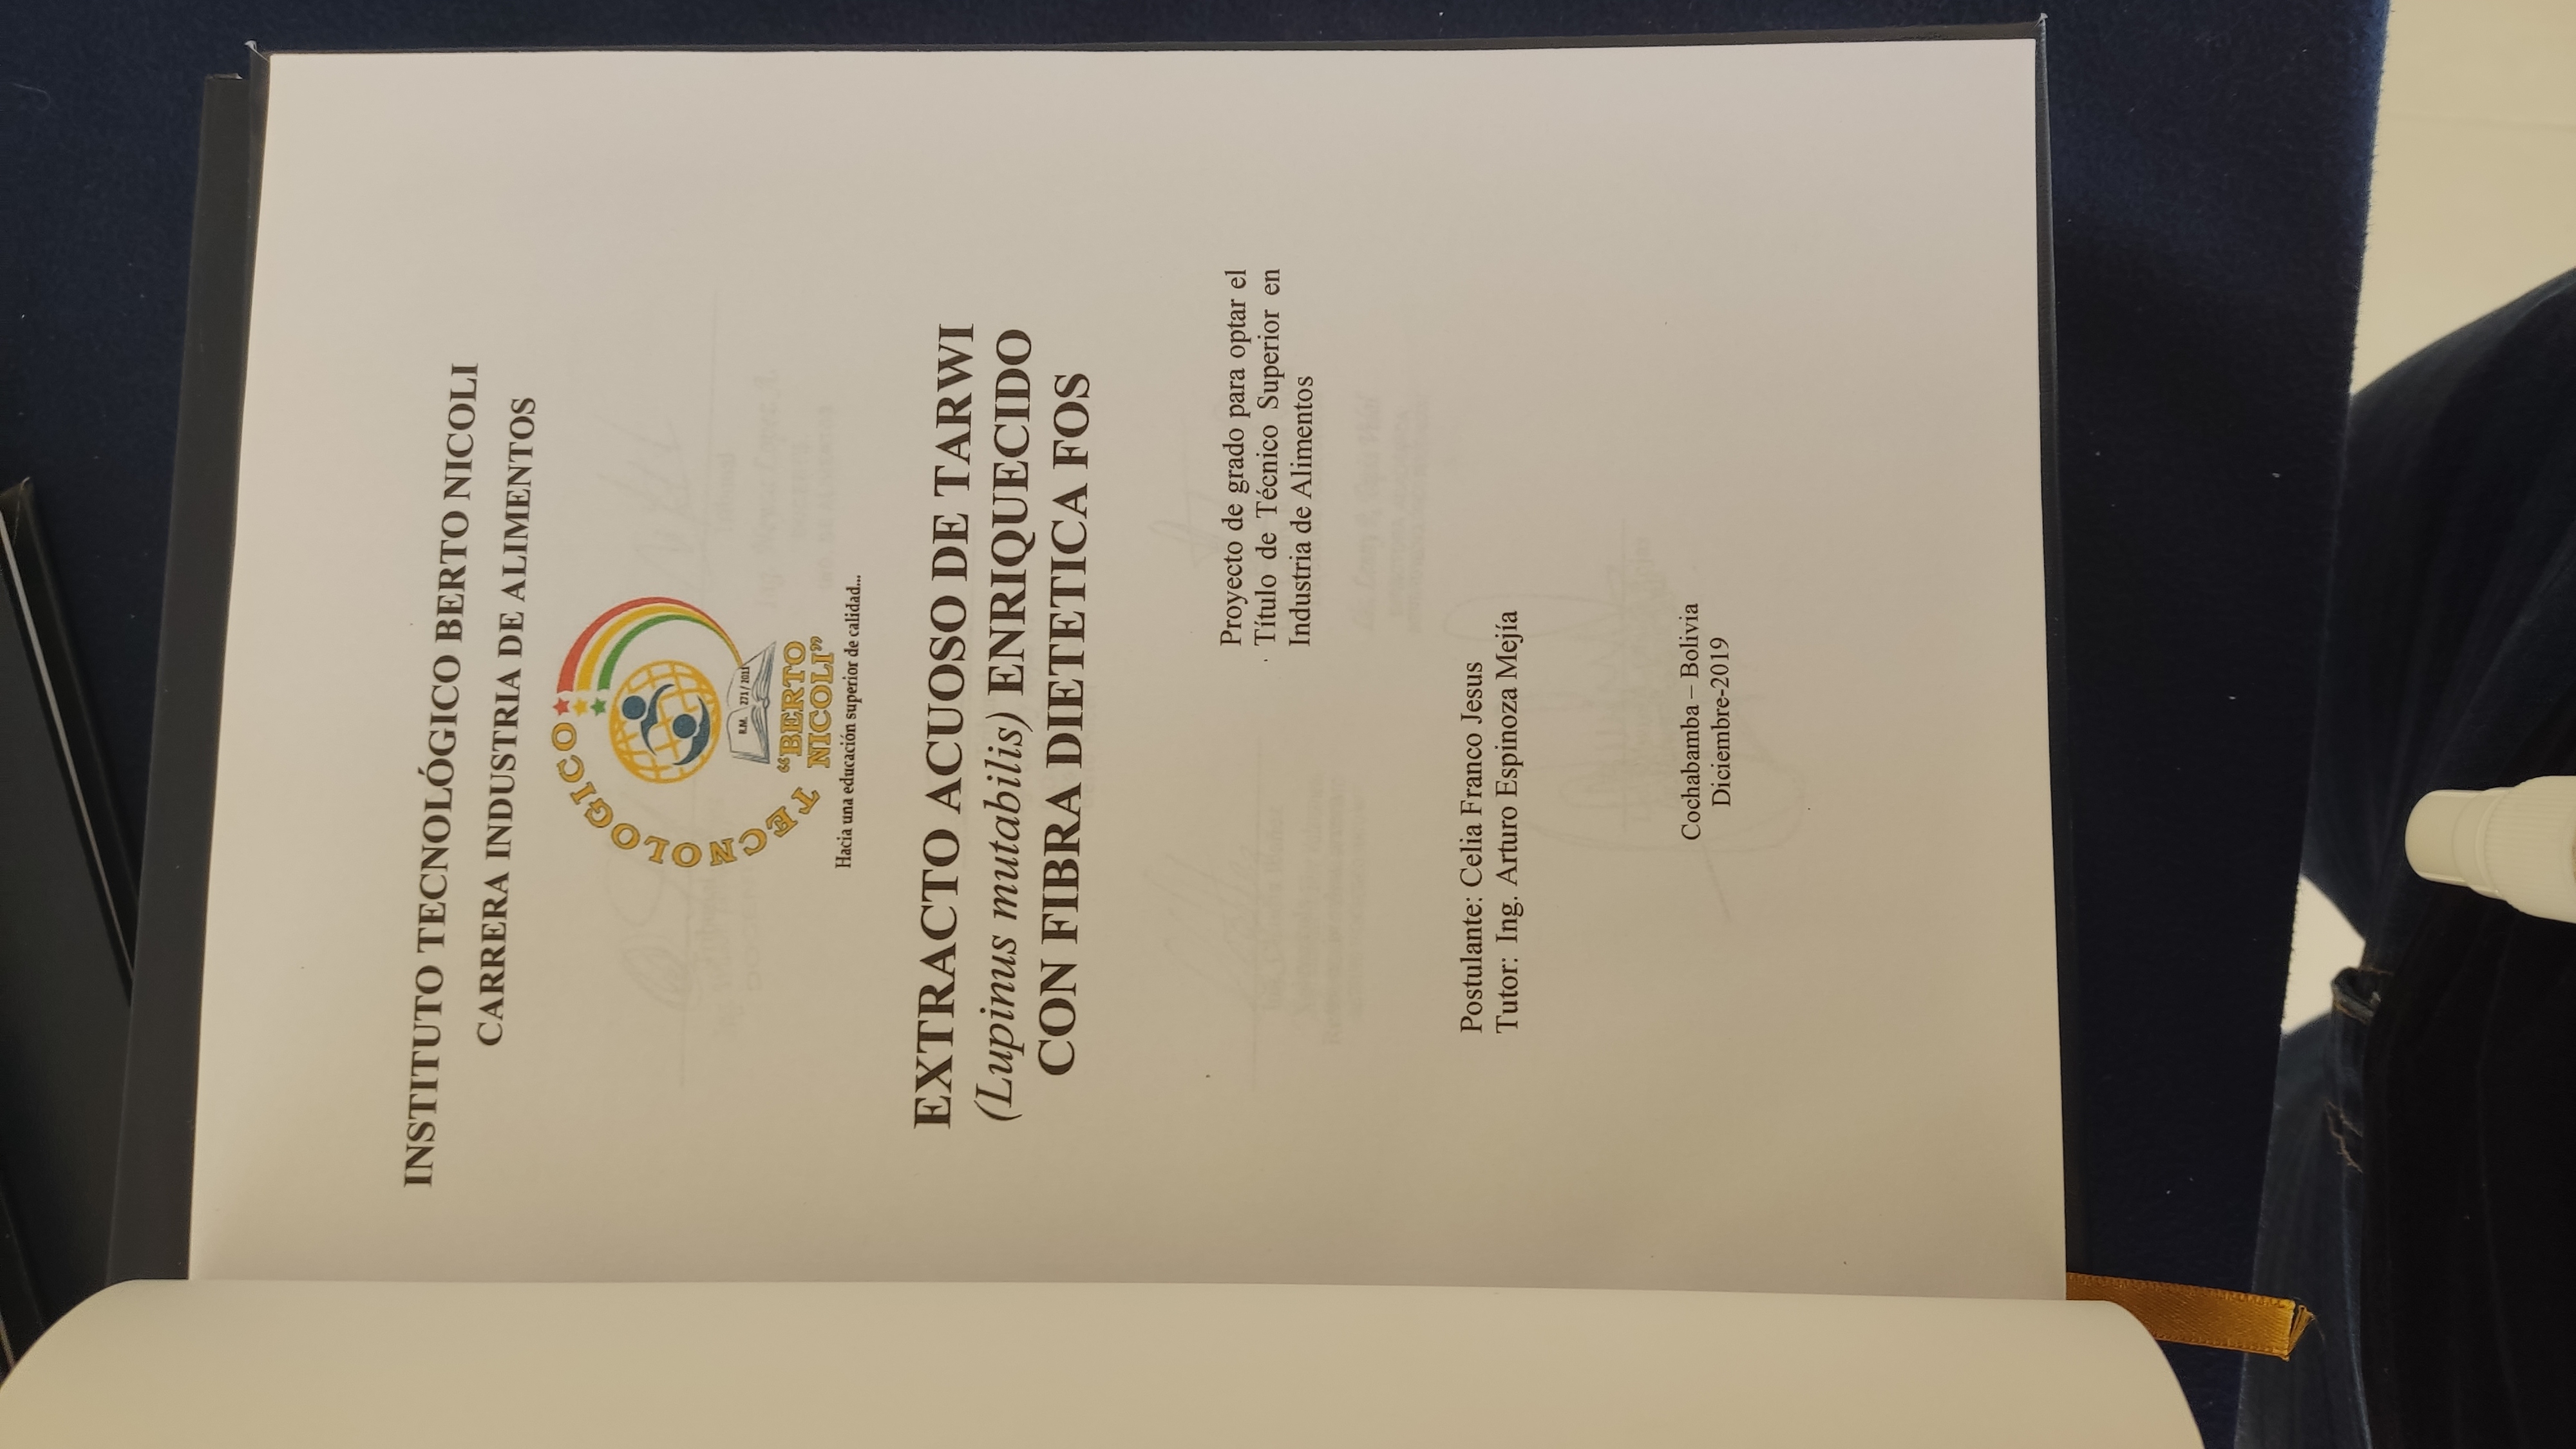 INSTITUTO TECNOLÓGICO BERTO NICOLI
CARRERA INDUSTRIA DE ALIMENTOS
TECNOLOGICO
R.M. 271/2011
“BERTO
NICOLI”
Hacia una educación superior de calidad...
EXTRACTO ACUOSO DE TARWI
(Lupinus mutabilis) ENRIQUECIDO
CON FIBRA DIETETICA FOS
Proyecto de grado para optar el
Título de Técnico Superior en
Industria de Alimentos
Postulante: Celia Franco Jesus
Tutor: Ing. Arturo Espinoza Mejía
Cochabamba – Bolivia
Diciembre-2019